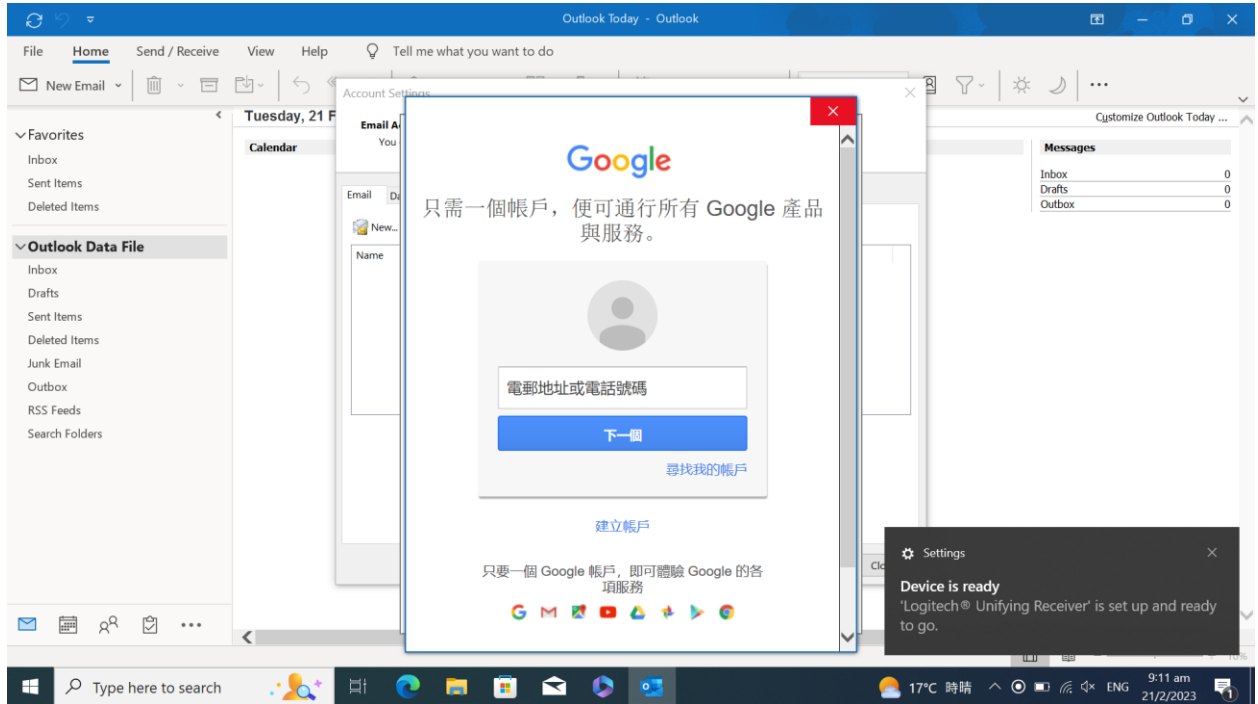 Outlook Today - Outlook
File Home Send / Receive View Help Tell me what you want to do
New Email
Account Settings
Tuesday, 21 F
Customize Outlook Today ...
Favorites
Inbox
Sent Items
Deleted Items
Outlook Data File
Inbox
Drafts
Sent Items
Deleted Items
Junk Email
Outbox
RSS Feeds
Search Folders
Calendar
Email A
You
Email Da
New...
Name
Google
只需一個帳戶，便可通行所有 Google 產品
與服務。
電郵地址或電話號碼
下一個
尋找我的帳戶
建立帳戶
只要一個 Google 帳戶，即可體驗 Google 的各
項服務
Messages
Inbox 0
Drafts 0
Outbox 0
Clo
Settings
Device is ready
'Logitech® Unifying Receiver' is set up and ready
to go.
10%
Type here to search
17°C 時晴
ENG
9:11 am
21/2/2023
1